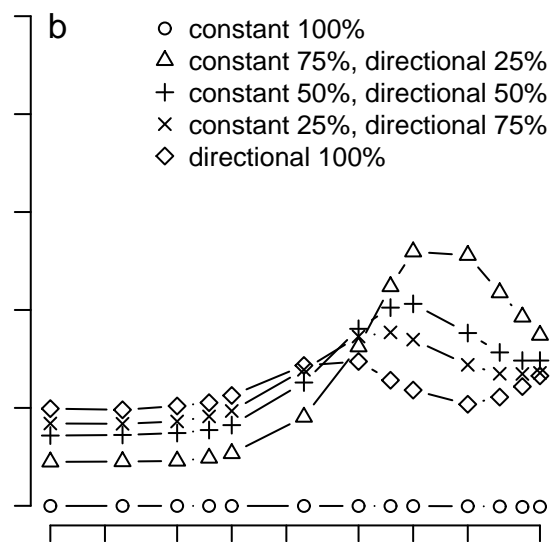 b
constant 100%
constant 75%, directional 25%
constant 50%, directional 50%
constant 25%, directional 75%
directional 100%